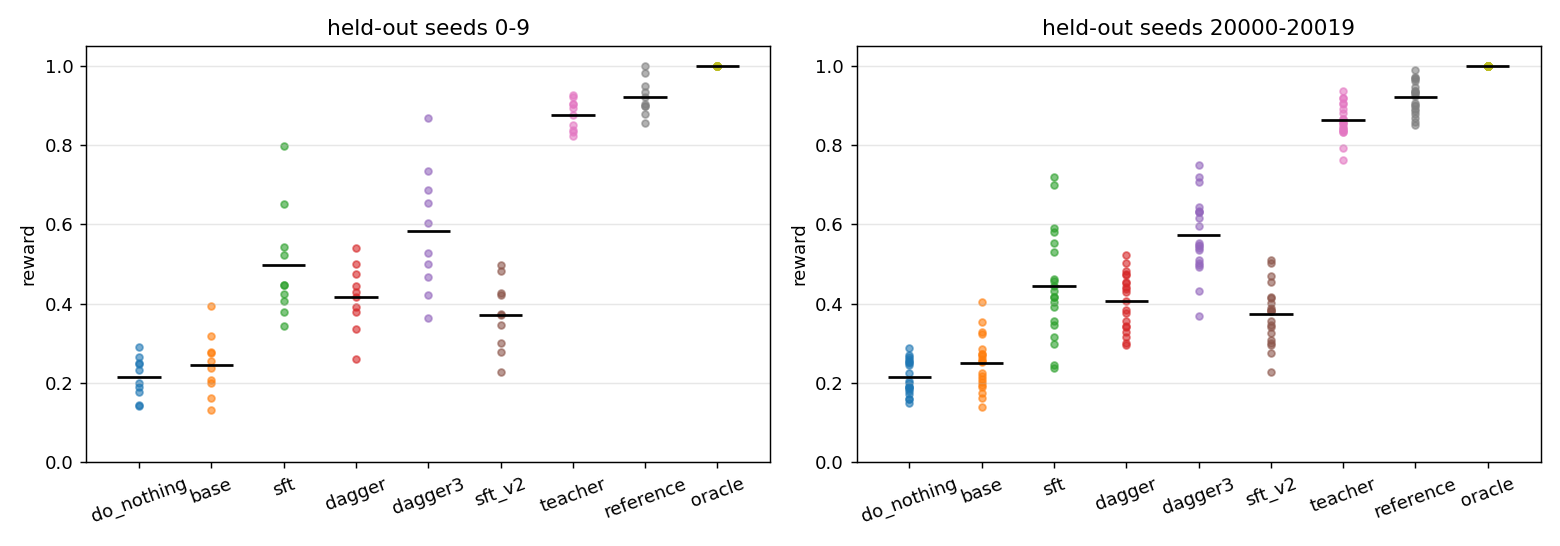 held-out seeds 0-9
reward
1.0
0.8
0.6
0.4
0.2
0.0
do_nothing
base
sft
dagger
dagger3
sft_v2
teacher
reference
oracle
held-out seeds 20000-20019
reward
1.0
0.8
0.6
0.4
0.2
0.0
do_nothing
base
sft
dagger
dagger3
sft_v2
teacher
reference
oracle